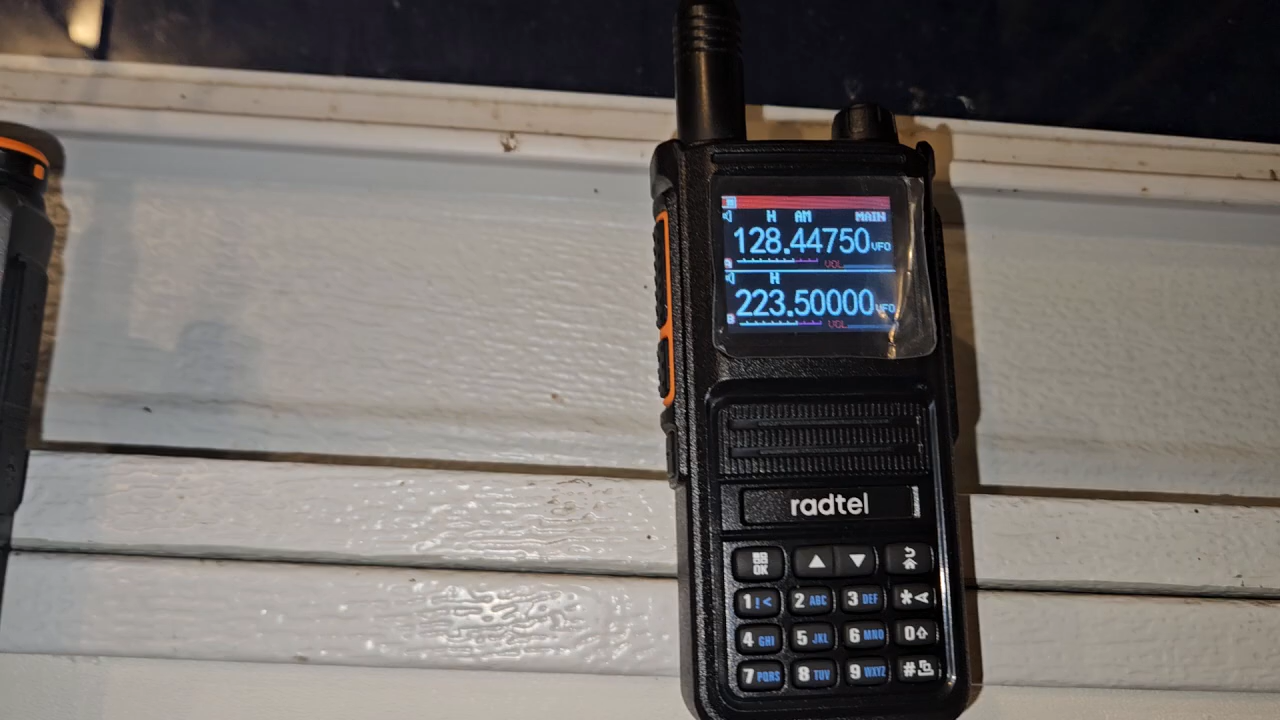 H AM MAIN
128.44750 VFO
A VOL
H
223.50000 VFO
B VOL
radtel
OK
1 !< 2 ABC 3 DEF *
4 GHI 5 JKL 6 MNO 0
7 PQRS 8 TUV 9 WXYZ #